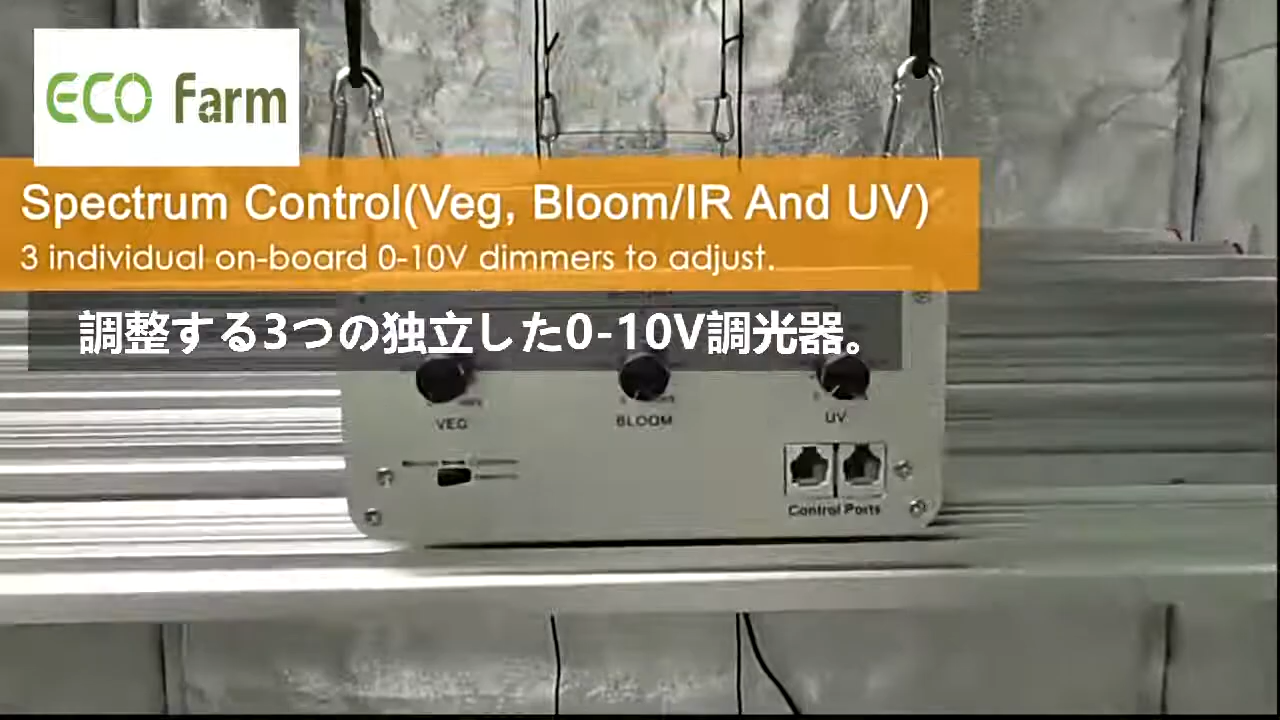 ECO Farm
Spectrum Control(Veg, Bloom/IR And UV)
3 individual on-board 0-10V dimmers to adjust.
調整する3つの独立した0-10V調光器。
VEG
BLOOM
UV
Control Ports